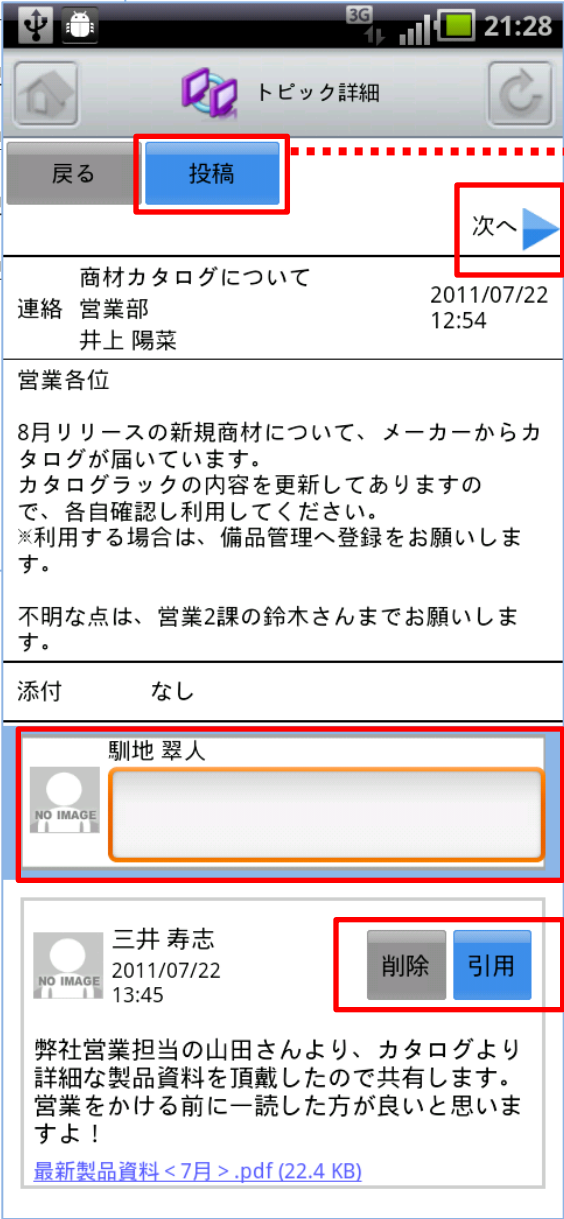 3G
21:28
トピック詳細
戻る
投稿
次へ
商材カタログについて
連絡 営業部
井上 陽菜
2011/07/22
12:54
営業各位
8月リリースの新規商材について、メーカーからカ
タログが届いています。
カタログラックの内容を更新してありますの
で、各自確認し利用してください。
※利用する場合は、備品管理へ登録をお願いしま
す。
不明な点は、営業2課の鈴木さんまでお願いしま
す。
添付 なし
馴地 翠人
NO IMAGE
三井 寿志
NO IMAGE
2011/07/22
13:45
削除
引用
弊社営業担当の山田さんより、カタログより
詳細な製品資料を頂戴したので共有します。
営業をかける前に一読した方が良いと思いま
すよ！
最新製品資料＜7月＞.pdf (22.4 KB)